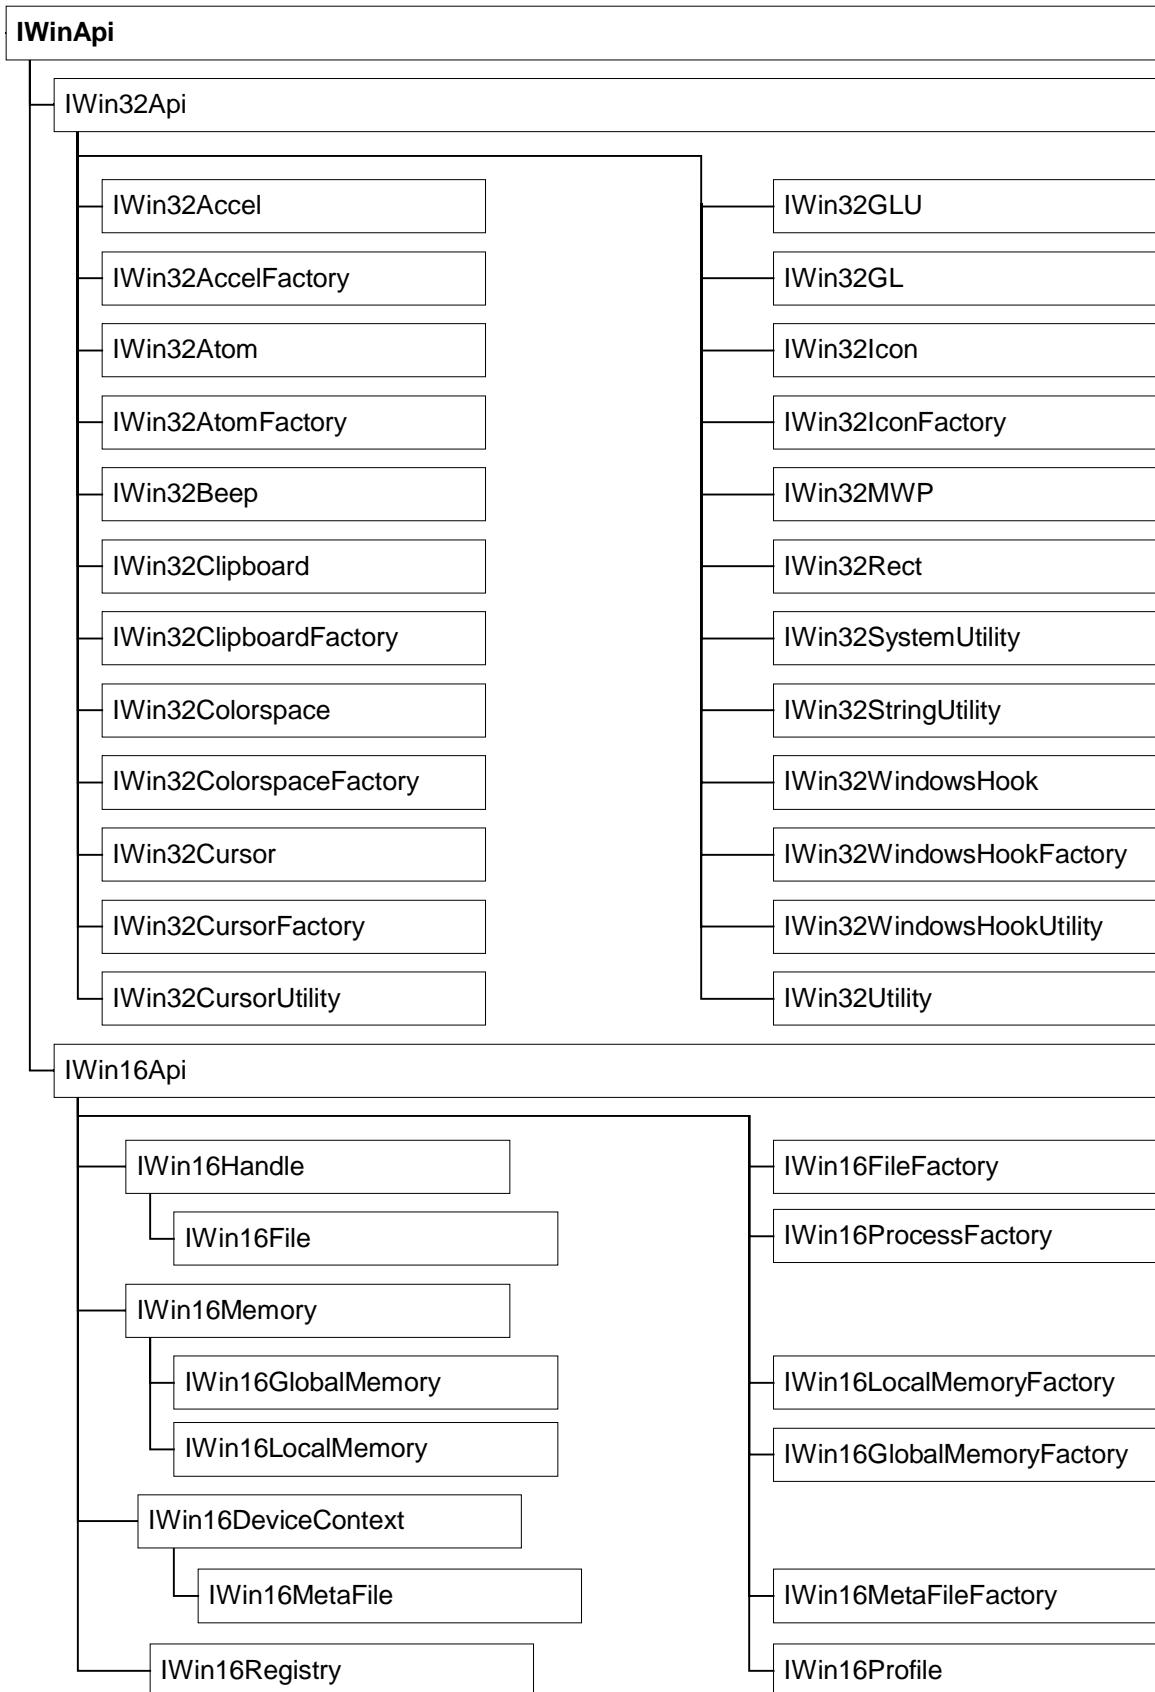 IWinApi
IWin32Api
IWin32Accel
IWin32AccelFactory
IWin32Atom
IWin32AtomFactory
IWin32Beep
IWin32Clipboard
IWin32ClipboardFactory
IWin32Colorspace
IWin32ColorspaceFactory
IWin32Cursor
IWin32CursorFactory
IWin32CursorUtility
IWin32GLU
IWin32GL
IWin32Icon
IWin32IconFactory
IWin32MWP
IWin32Rect
IWin32SystemUtility
IWin32StringUtility
IWin32WindowsHook
IWin32WindowsHookFactory
IWin32WindowsHookUtility
IWin32Utility
IWin16Api
IWin16Handle
IWin16File
IWin16Memory
IWin16GlobalMemory
IWin16LocalMemory
IWin16DeviceContext
IWin16MetaFile
IWin16Registry
IWin16FileFactory
IWin16ProcessFactory
IWin16LocalMemoryFactory
IWin16GlobalMemoryFactory
IWin16MetaFileFactory
IWin16Profile